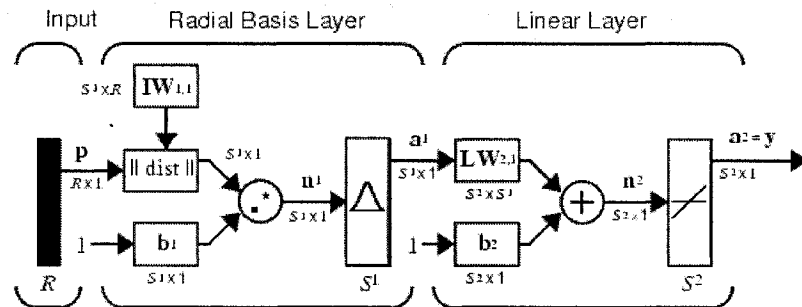 Input Radial Basis Layer Linear Layer
S¹×R IW1,1
p R×1 || dist || S¹×1
.* n¹ S¹×1
a¹ S¹×1
LW2,1 S²×S¹
+ n² S²×1
a²=y S²×1
1 b1 S¹×1
1 b2 S²×1
R S¹ S²